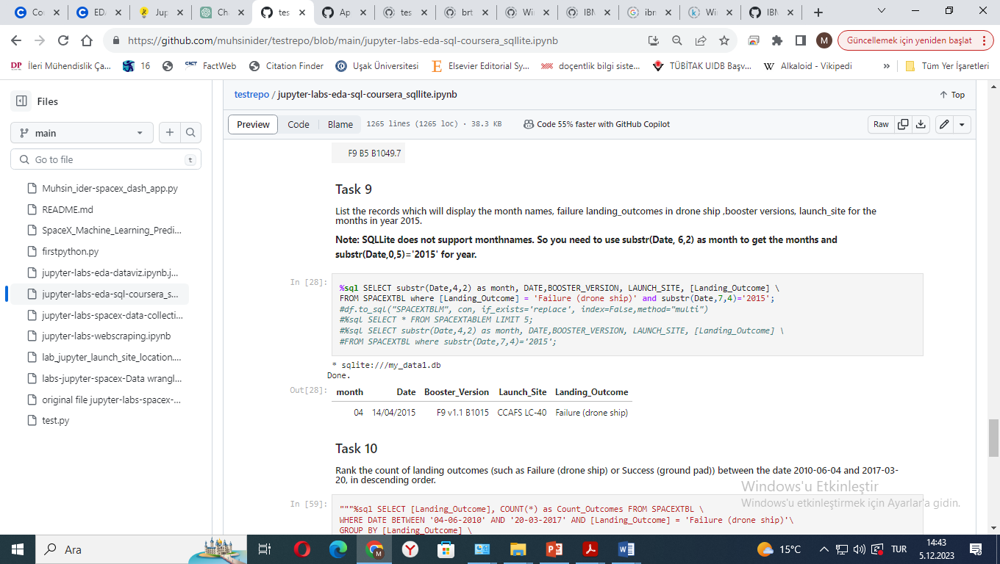 Co
ED
Jup
Ch
tes
Ap
tes
brt
Wi
IBN
ibn
Wir
IBN
https://github.com/muhsinider/testrepo/blob/main/jupyter-labs-eda-sql-coursera_sqllite.ipynb
M
Güncellemek için yeniden başlat
DP İleri Mühendislik Ça...
16
CACT FactWeb
Citation Finder
Uşak Üniversitesi
E Elsevier Editorial Sy...
doçentlik bilgi siste...
TÜBİTAK UIDB Başv...
W Alkaloid - Vikipedi
»
Tüm Yer İşaretleri
Files
main
Go to file
t
Muhsin_ider-spacex_dash_app.py
README.md
SpaceX_Machine_Learning_Predi...
firstpython.py
jupyter-labs-eda-dataviz.ipynb.j...
jupyter-labs-eda-sql-coursera_s...
jupyter-labs-spacex-data-collecti...
jupyter-labs-webscraping.ipynb
lab_jupyter_launch_site_location....
labs-jupyter-spacex-Data wrangl...
original file jupyter-labs-spacex-...
test.py
testrepo / jupyter-labs-eda-sql-coursera_sqllite.ipynb
Top
Preview Code Blame 1265 lines (1265 loc) · 38.3 KB Code 55% faster with GitHub Copilot Raw
F9 B5 B1049.7
Task 9
List the records which will display the month names, failure landing_outcomes in drone ship ,booster versions, launch_site for the
months in year 2015.
Note: SQLLite does not support monthnames. So you need to use substr(Date, 6,2) as month to get the months and
substr(Date,0,5)='2015' for year.
In [28]:
%sql SELECT substr(Date,4,2) as month, DATE,BOOSTER_VERSION, LAUNCH_SITE, [Landing_Outcome] \
FROM SPACEXTBL where [Landing_Outcome] = 'Failure (drone ship)' and substr(Date,7,4)='2015';
#df.to_sql("SPACEXTBLM", con, if_exists='replace', index=False,method="multi")
#%sql SELECT * FROM SPACEXTABLEM LIMIT 5;
#%sql SELECT substr(Date,4,2) as month, DATE,BOOSTER_VERSION, LAUNCH_SITE, [Landing_Outcome] \
#FROM SPACEXTBL where substr(Date,7,4)='2015';
* sqlite:///my_data1.db
Done.
Out[28]:
month Date Booster_Version Launch_Site Landing_Outcome
04 14/04/2015 F9 v1.1 B1015 CCAFS LC-40 Failure (drone ship)
Task 10
Rank the count of landing outcomes (such as Failure (drone ship) or Success (ground pad)) between the date 2010-06-04 and 2017-03-
20, in descending order.
In [59]:
"""%sql SELECT [Landing_Outcome], COUNT(*) as Count_Outcomes FROM SPACEXTBL \
WHERE DATE BETWEEN '04-06-2010' AND '20-03-2017' AND [Landing_Outcome] = 'Failure (drone ship)'\
GROUP BY [Landing_Outcome] \
Windows'u Etkinleştir
Windows'u etkinleştirmek için Ayarlar'a gidin.
Ara
15°C
TUR
14:43
5.12.2023